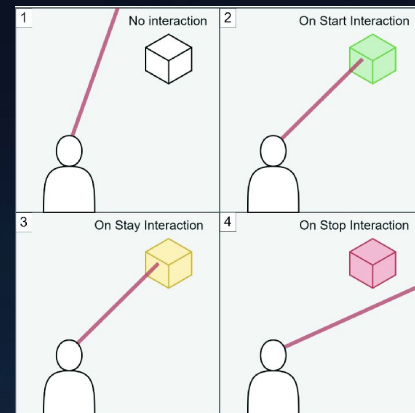 1
No interaction
2
On Start Interaction
3
On Stay Interaction
4
On Stop Interaction